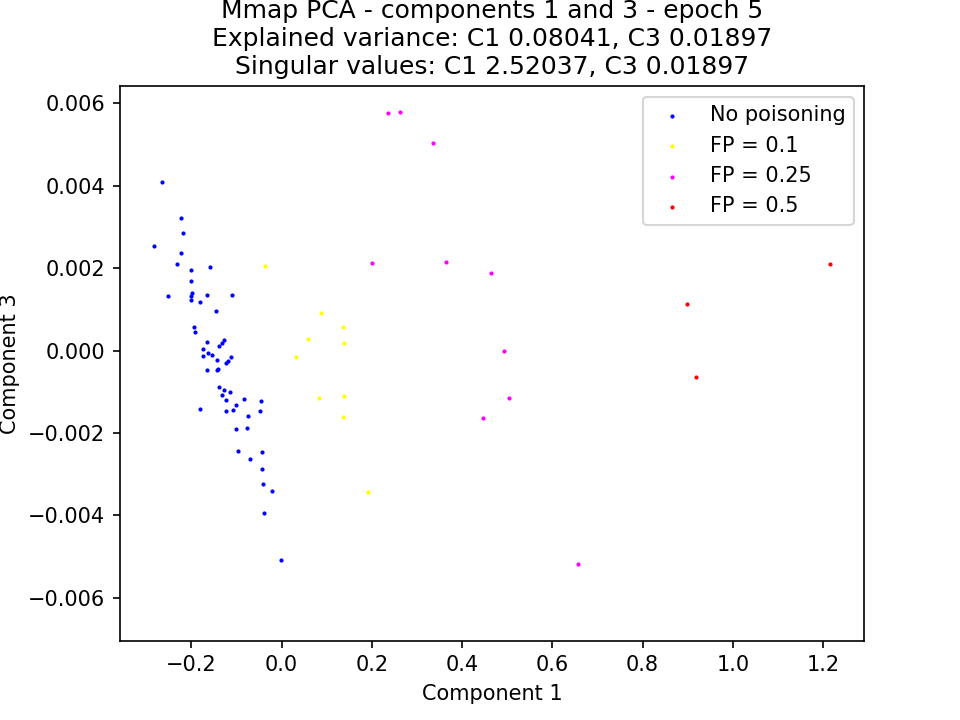 Mmap PCA - components 1 and 3 - epoch 5
Explained variance: C1 0.08041, C3 0.01897
Singular values: C1 2.52037, C3 0.01897
No poisoning
FP = 0.1
FP = 0.25
FP = 0.5
0.006
0.004
0.002
0.000
−0.002
−0.004
−0.006
Component 3
−0.2
0.0
0.2
0.4
0.6
0.8
1.0
1.2
Component 1